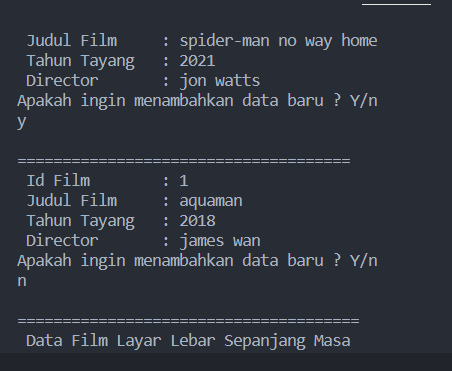 Judul Film : spider-man no way home
Tahun Tayang : 2021
Director : jon watts
Apakah ingin menambahkan data baru ? Y/n
y
=====================================
Id Film : 1
Judul Film : aquaman
Tahun Tayang : 2018
Director : james wan
Apakah ingin menambahkan data baru ? Y/n
n
======================================
Data Film Layar Lebar Sepanjang Masa